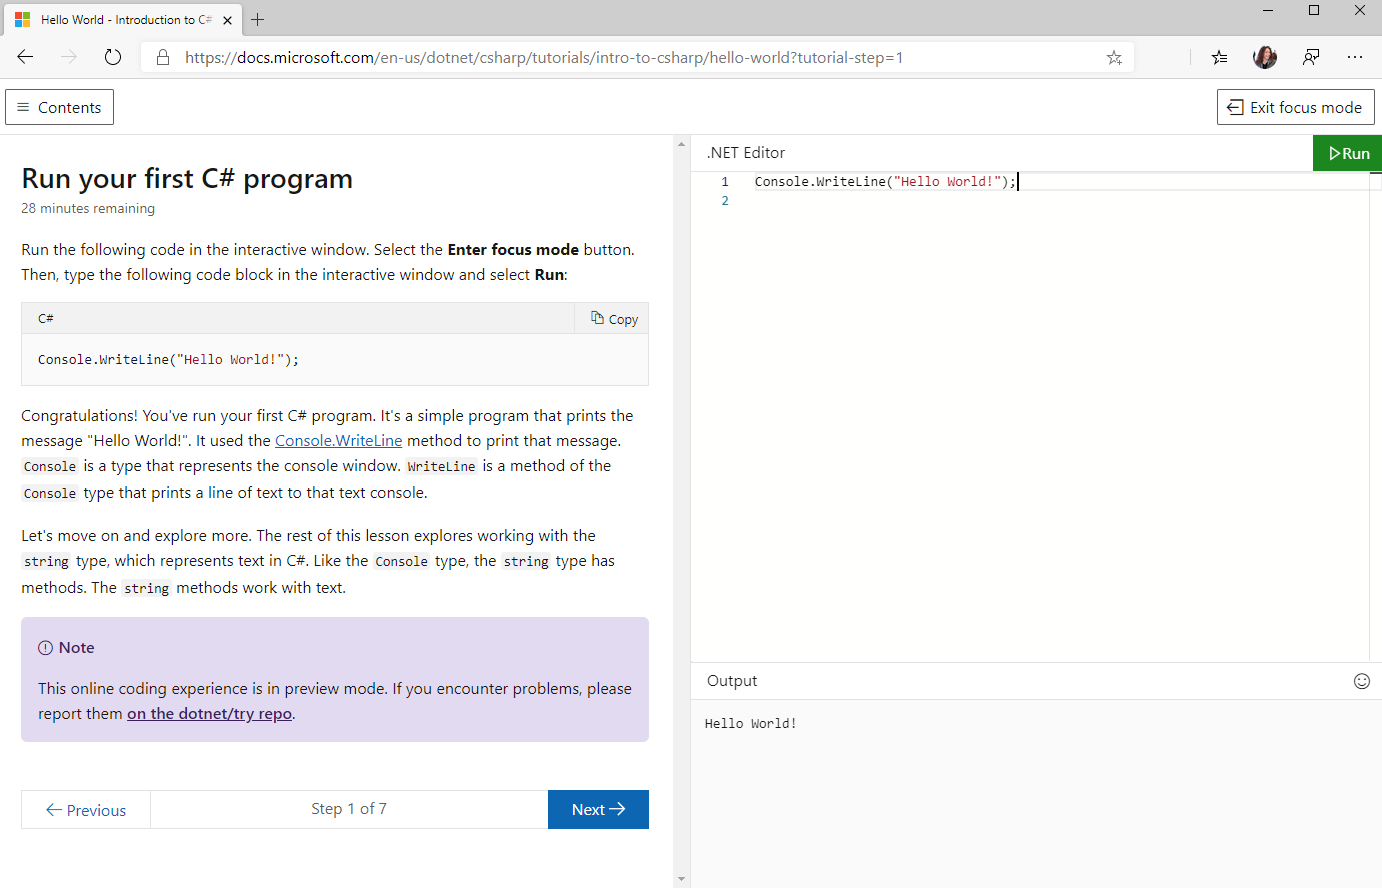 Hello World - Introduction to C#
https://docs.microsoft.com/en-us/dotnet/csharp/tutorials/intro-to-csharp/hello-world?tutorial-step=1
Contents
Exit focus mode
Run your first C# program
28 minutes remaining
Run the following code in the interactive window. Select the Enter focus mode button.
Then, type the following code block in the interactive window and select Run:
C#
Copy
Console.WriteLine("Hello World!");
Congratulations! You've run your first C# program. It's a simple program that prints the
message "Hello World!". It used the Console.WriteLine method to print that message.
Console is a type that represents the console window. WriteLine is a method of the
Console type that prints a line of text to that text console.
Let's move on and explore more. The rest of this lesson explores working with the
string type, which represents text in C#. Like the Console type, the string type has
methods. The string methods work with text.
Note
This online coding experience is in preview mode. If you encounter problems, please
report them on the dotnet/try repo.
Previous
Step 1 of 7
Next
.NET Editor
Run
1 Console.WriteLine("Hello World!");
2
Output
Hello World!